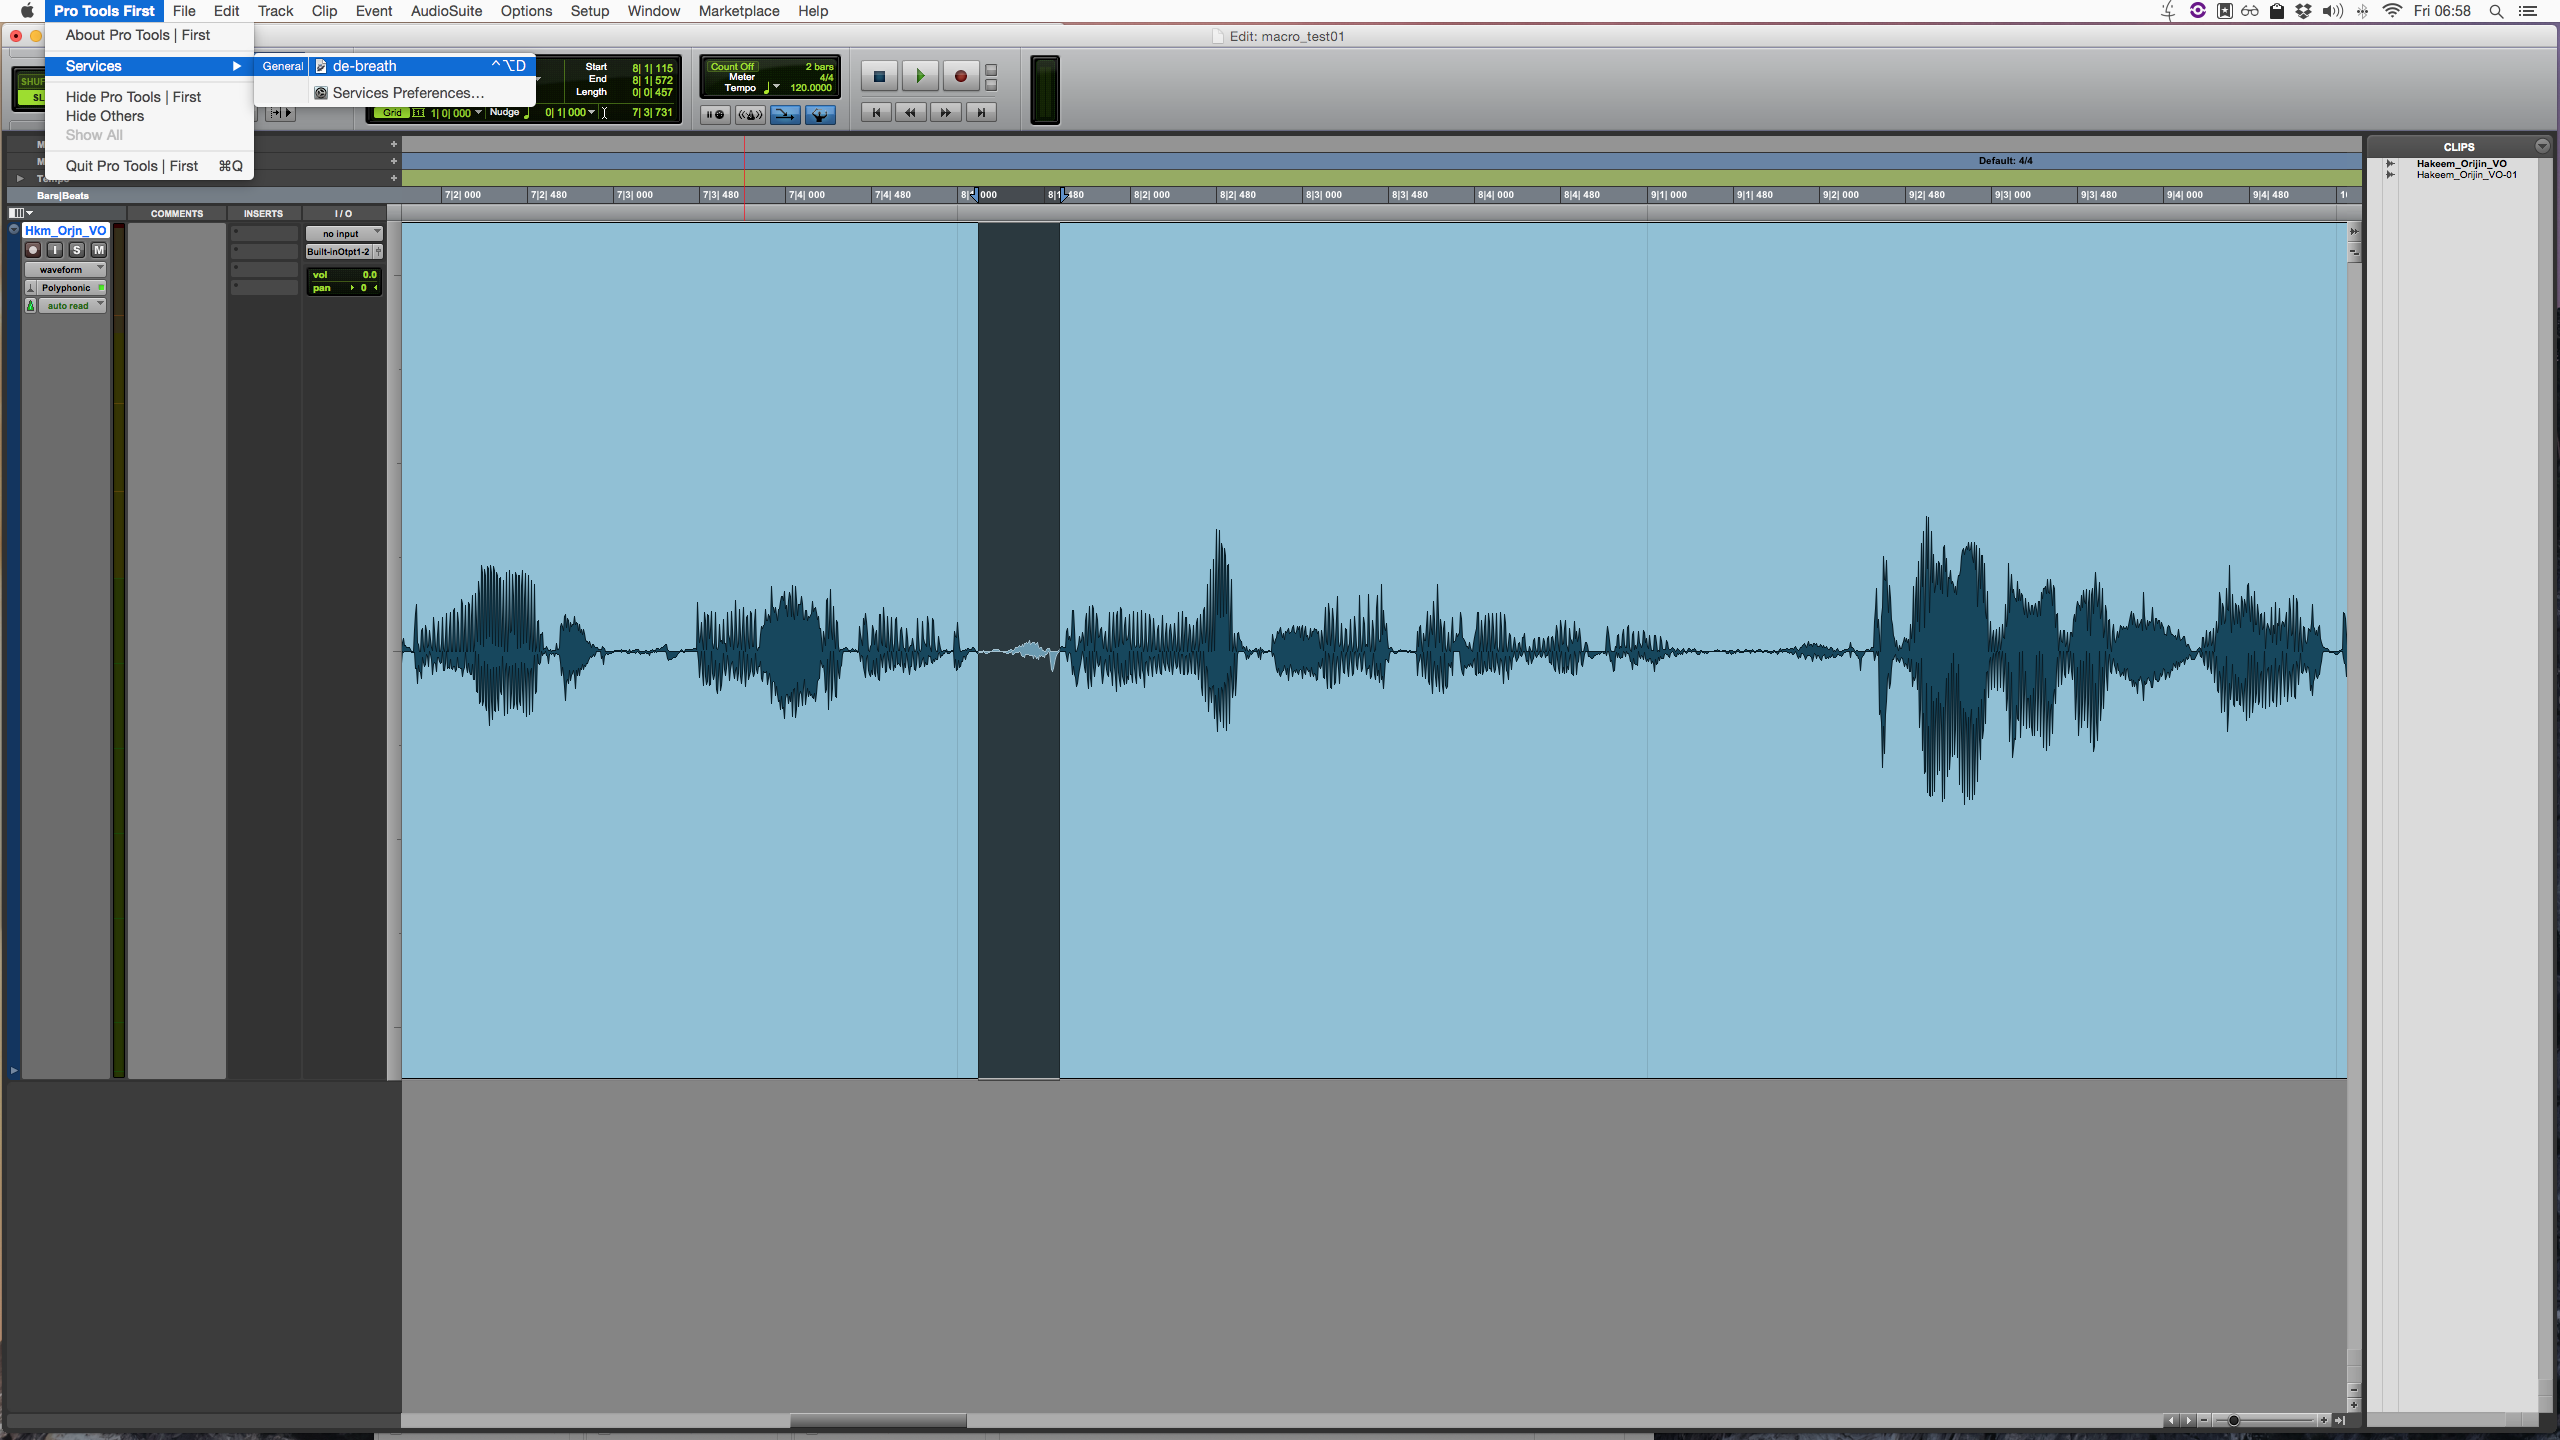 Pro Tools First File Edit Track Clip Event AudioSuite Options Setup Window Marketplace Help Fri 06:58
About Pro Tools | First
Edit: macro_test01
Services General de-breath ^⌥D
Services Preferences...
Hide Pro Tools | First
Hide Others
Show All
Quit Pro Tools | First ⌘Q
SHUF
SL
Start 8| 1| 115
End 8| 1| 572
Length 0| 0| 457
Grid 1| 0| 000 Nudge 0| 1| 000 7| 3| 731
Count Off 2 bars
Meter 4/4
Tempo 120.0000
Default: 4/4
Bars|Beats
7|2| 000 7|2| 480 7|3| 000 7|3| 480 7|4| 000 7|4| 480 8| 000 8|1 480 8|2| 000 8|2| 480 8|3| 000 8|3| 480 8|4| 000 8|4| 480 9|1| 000 9|1| 480 9|2| 000 9|2| 480 9|3| 000 9|3| 480 9|4| 000 9|4| 480
COMMENTS INSERTS I / O
Hkm_Orjn_VO
I S M
waveform
Polyphonic
auto read
no input
Built-inOtpt1-2
vol 0.0
pan 0
CLIPS
Hakeem_Orijin_VO
Hakeem_Orijin_VO-01